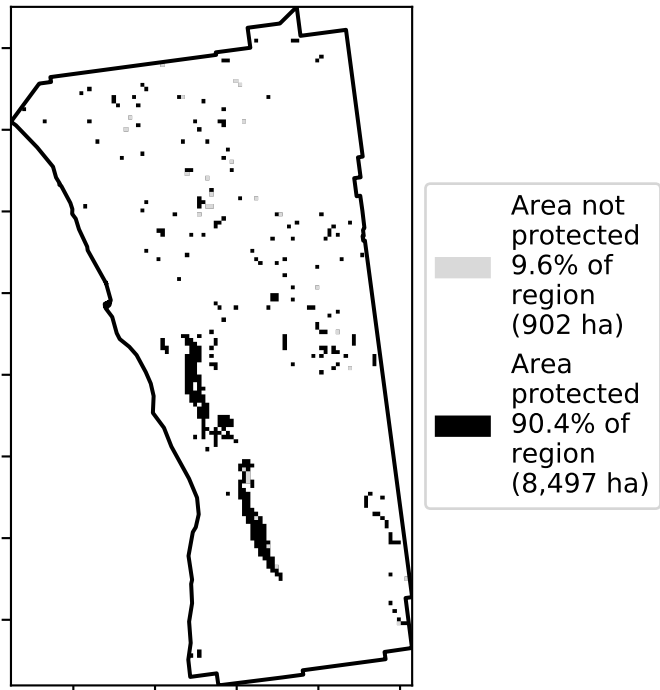 Area not
protected
9.6% of
region
(902 ha)
Area
protected
90.4% of
region
(8,497 ha)